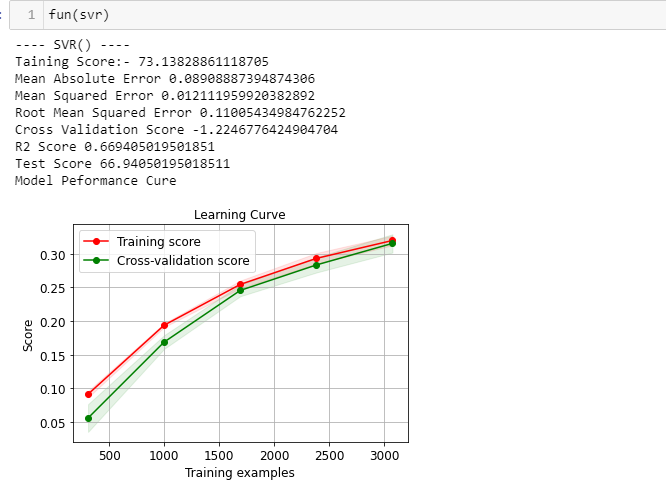 1 fun(svr)
---- SVR() ----
Taining Score:- 73.13828861118705
Mean Absolute Error 0.08908887394874306
Mean Squared Error 0.012111959920382892
Root Mean Squared Error 0.11005434984762252
Cross Validation Score -1.2246776424904704
R2 Score 0.669405019501851
Test Score 66.94050195018511
Model Peformance Cure
Learning Curve
Training score
Cross-validation score
0.30
0.25
0.20
0.15
0.10
0.05
Score
500 1000 1500 2000 2500 3000
Training examples